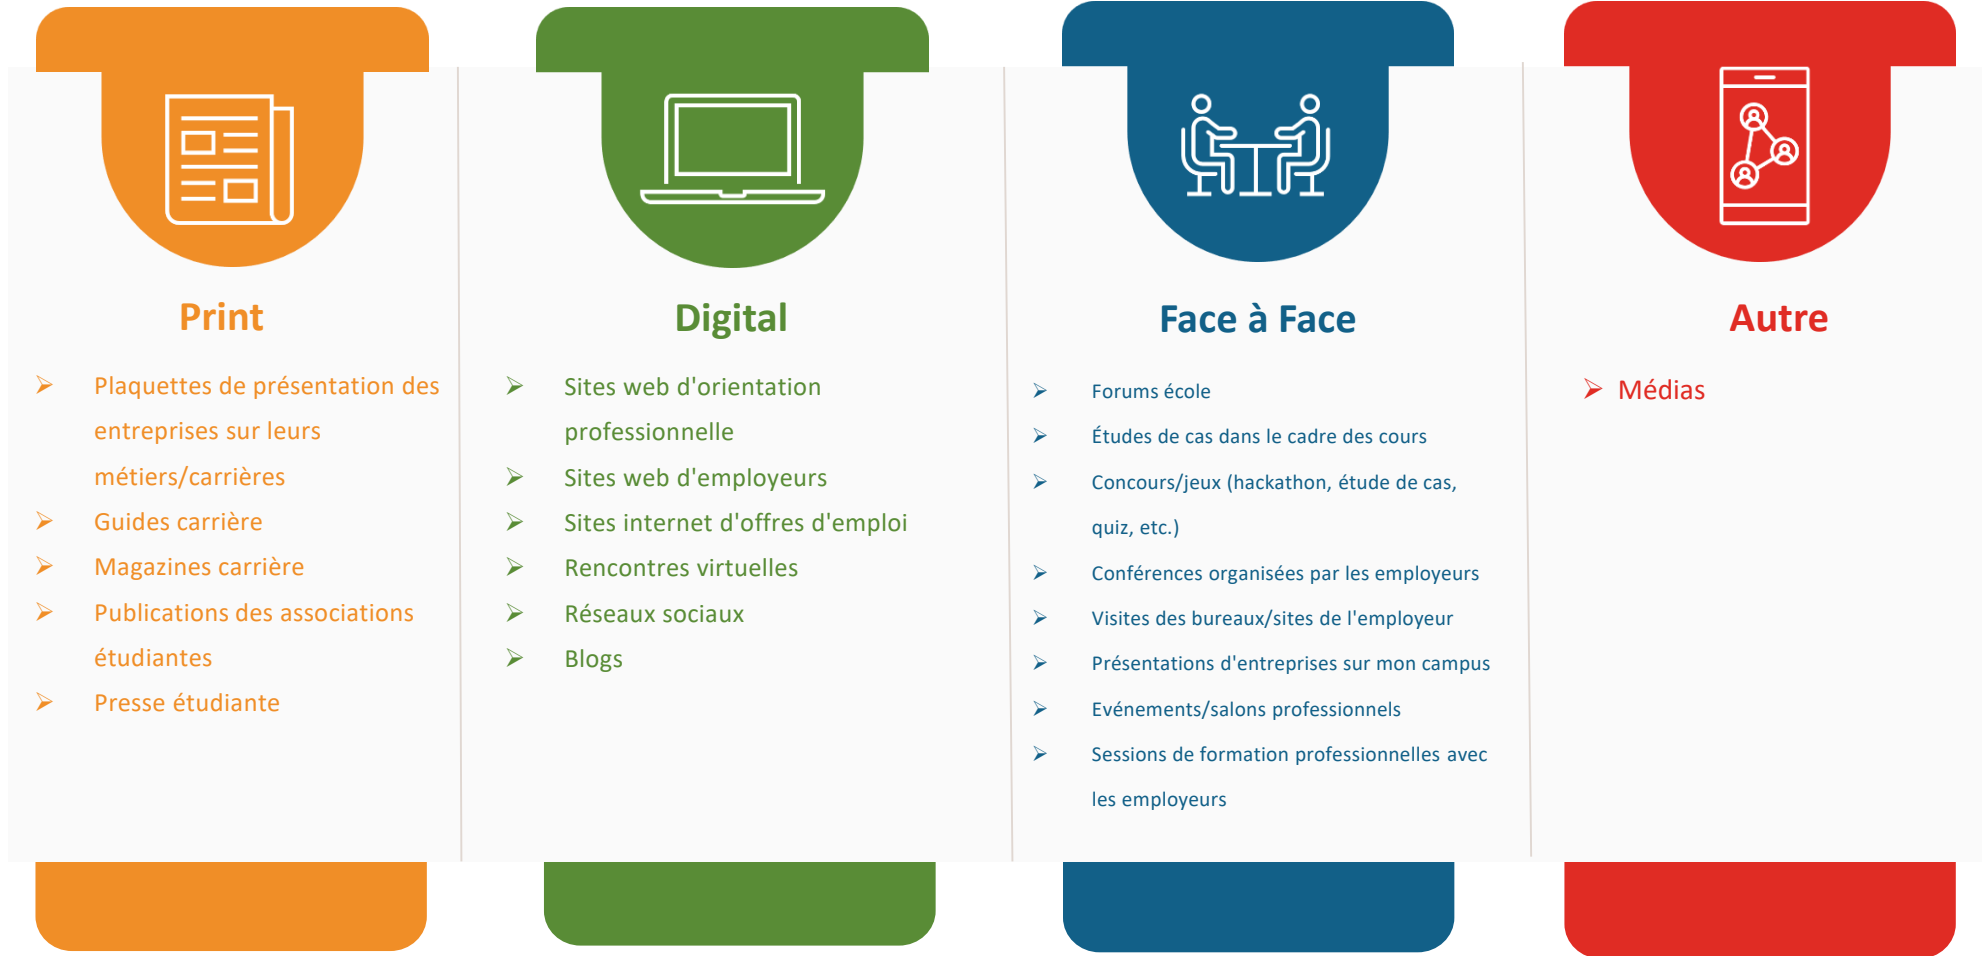 Print
➢ Plaquettes de présentation des
entreprises sur leurs
métiers/carrières
➢ Guides carrière
➢ Magazines carrière
➢ Publications des associations
étudiantes
➢ Presse étudiante
Digital
➢ Sites web d'orientation
professionnelle
➢ Sites web d'employeurs
➢ Sites internet d'offres d'emploi
➢ Rencontres virtuelles
➢ Réseaux sociaux
➢ Blogs
Face à Face
➢ Forums école
➢ Études de cas dans le cadre des cours
➢ Concours/jeux (hackathon, étude de cas,
quiz, etc.)
➢ Conférences organisées par les employeurs
➢ Visites des bureaux/sites de l'employeur
➢ Présentations d'entreprises sur mon campus
➢ Evénements/salons professionnels
➢ Sessions de formation professionnelles avec
les employeurs
Autre
➢ Médias